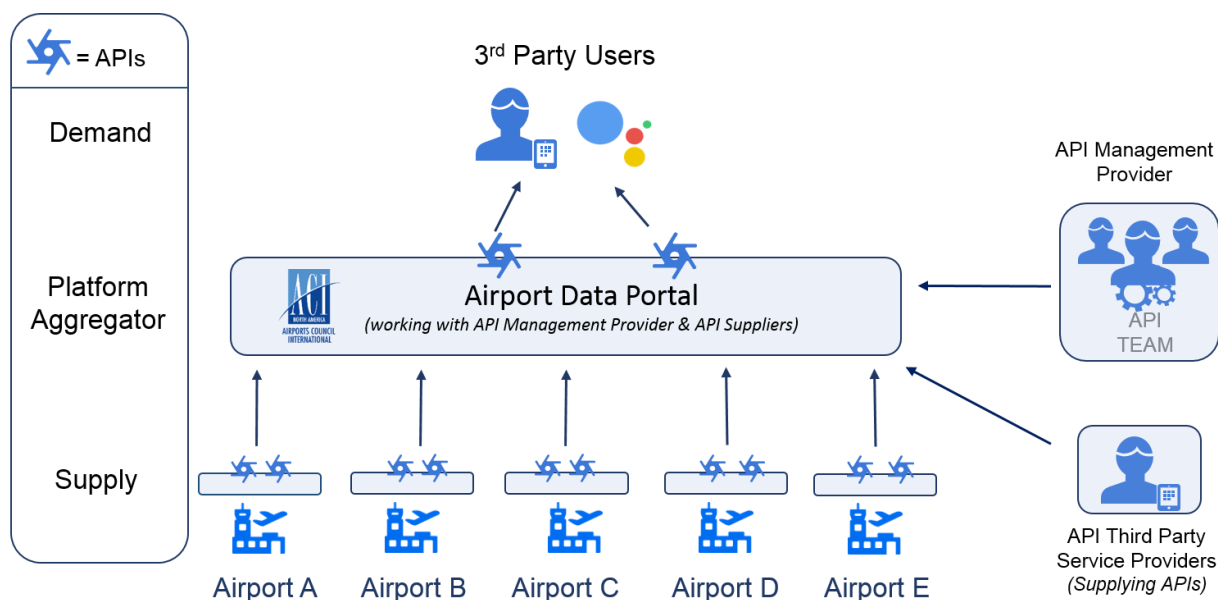 = APIs
Demand
Platform
Aggregator
Supply
3rd Party Users
ACI
NORTH AMERICA
AIRPORTS COUNCIL
INTERNATIONAL
Airport Data Portal
(working with API Management Provider & API Suppliers)
API Management
Provider
API
TEAM
API Third Party
Service Providers
(Supplying APIs)
Airport A
Airport B
Airport C
Airport D
Airport E